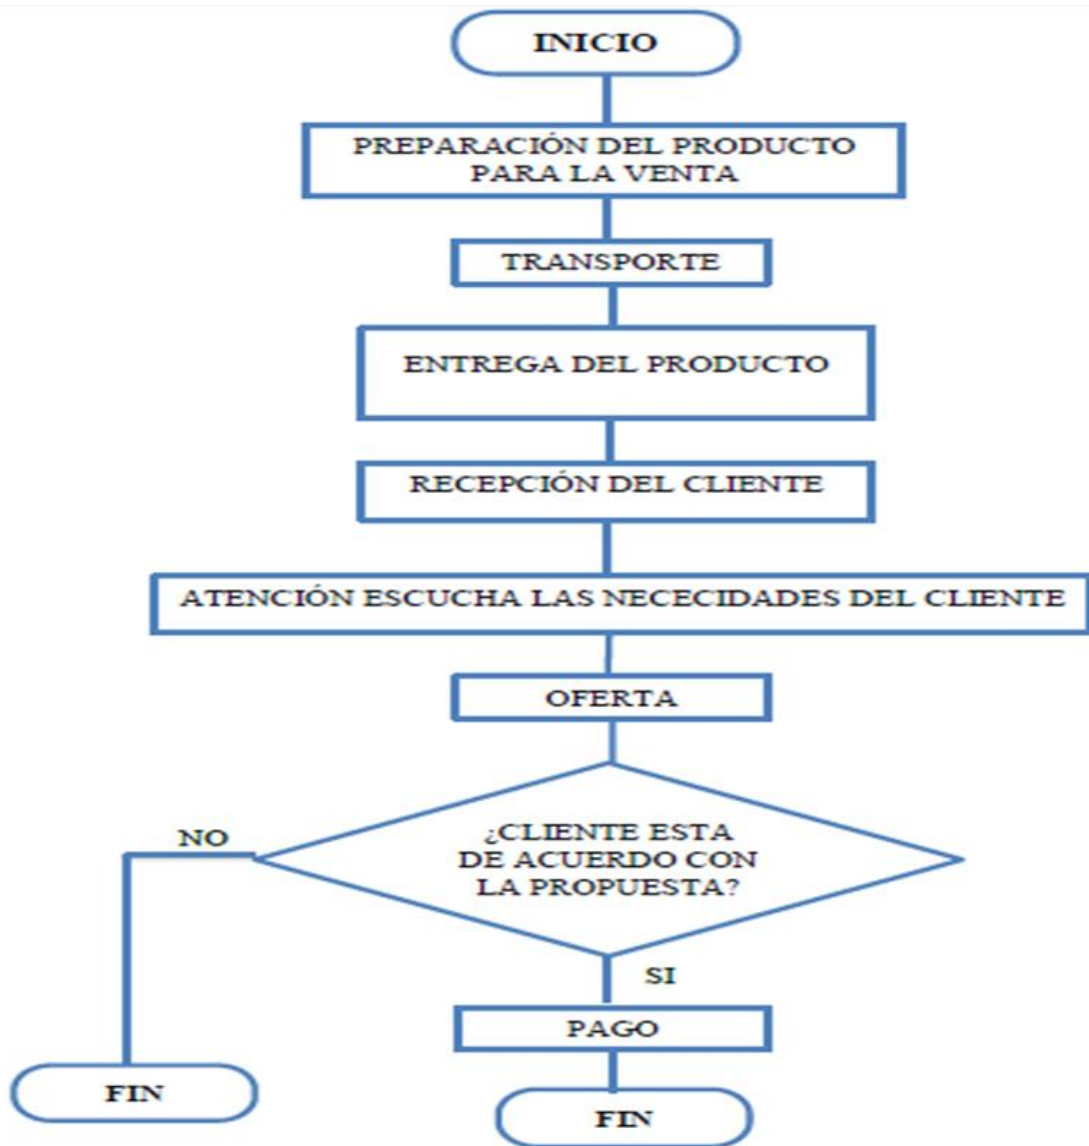 INICIO
PREPARACIÓN DEL PRODUCTO
PARA LA VENTA
TRANSPORTE
ENTREGA DEL PRODUCTO
RECEPCIÓN DEL CLIENTE
ATENCIÓN ESCUCHA LAS NECECIDADES DEL CLIENTE
OFERTA
NO
¿CLIENTE ESTA
DE ACUERDO CON
LA PROPUESTA?
SI
PAGO
FIN
FIN